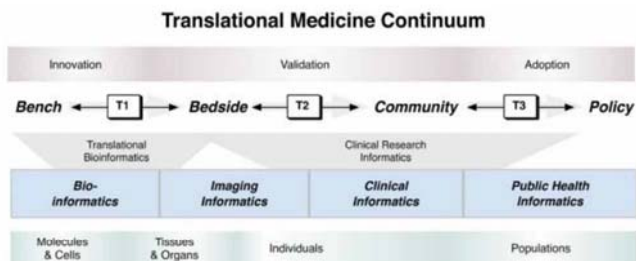 Translational Medicine Continuum
Innovation Validation Adoption
Bench T1 Bedside T2 Community T3 Policy
Translational Clinical Research
Bioinformatics Informatics
Bio- Imaging Clinical Public Health
informatics Informatics Informatics Informatics
Molecules Tissues Individuals Populations
& Cells & Organs